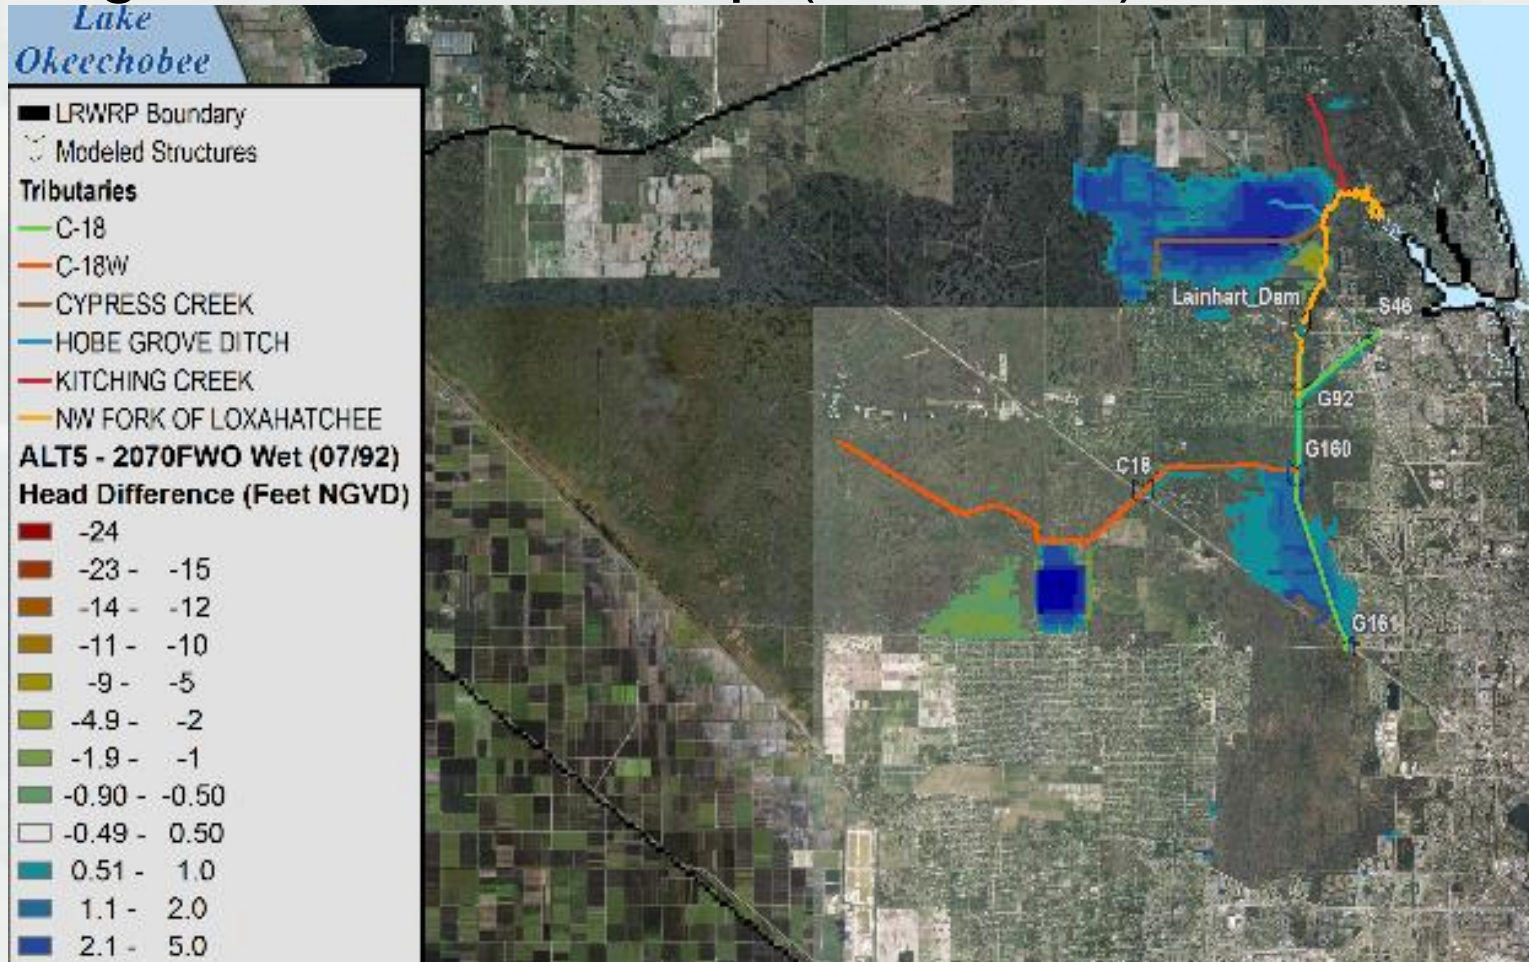 Lake
Okeechobee
LRWRP Boundary
Modeled Structures
Tributaries
C-18
C-18W
CYPRESS CREEK
HOBE GROVE DITCH
KITCHING CREEK
NW FORK OF LOXAHATCHEE
ALT5 - 2070FWO Wet (07/92)
Head Difference (Feet NGVD)
-24
-23 - -15
-14 - -12
-11 - -10
-9 - -5
-4.9 - -2
-1.9 - -1
-0.90 - -0.50
-0.49 - 0.50
0.51 - 1.0
1.1 - 2.0
2.1 - 5.0
Lainhart_Dam
S46
G92
G160
C18
G161